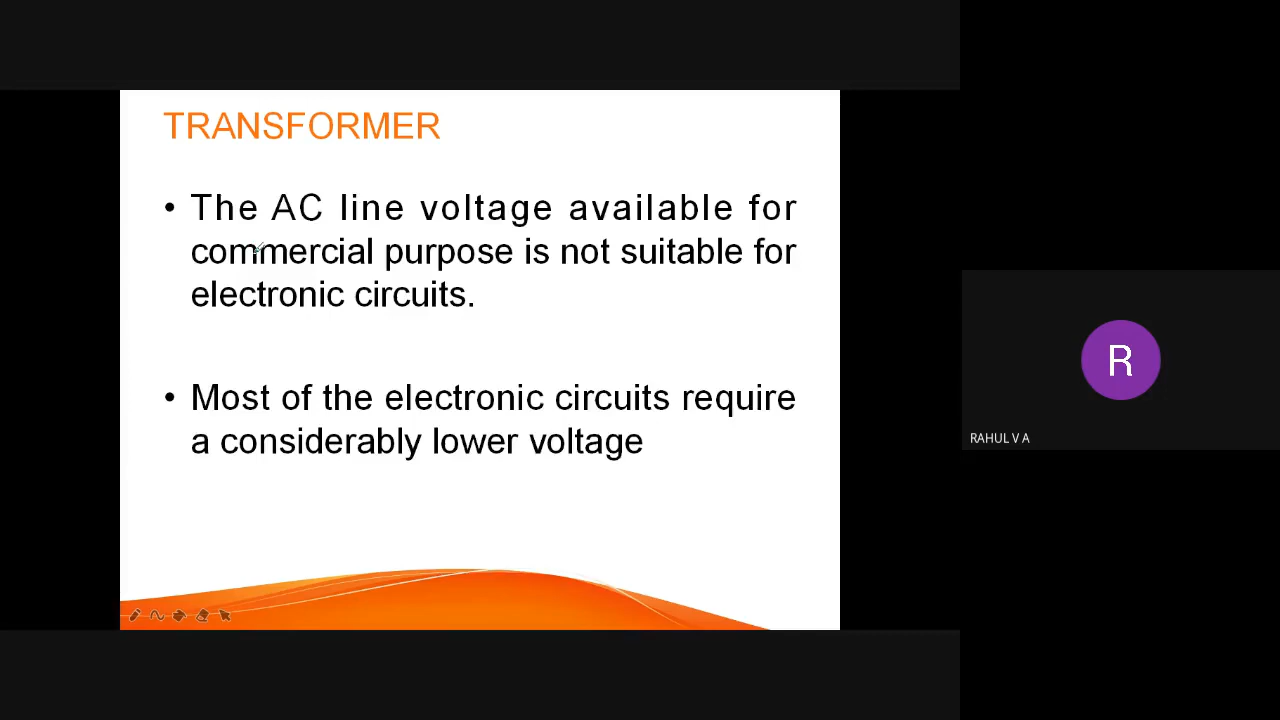 TRANSFORMER
• The AC line voltage available for
commercial purpose is not suitable for
electronic circuits.
• Most of the electronic circuits require
a considerably lower voltage
R
RAHUL V A